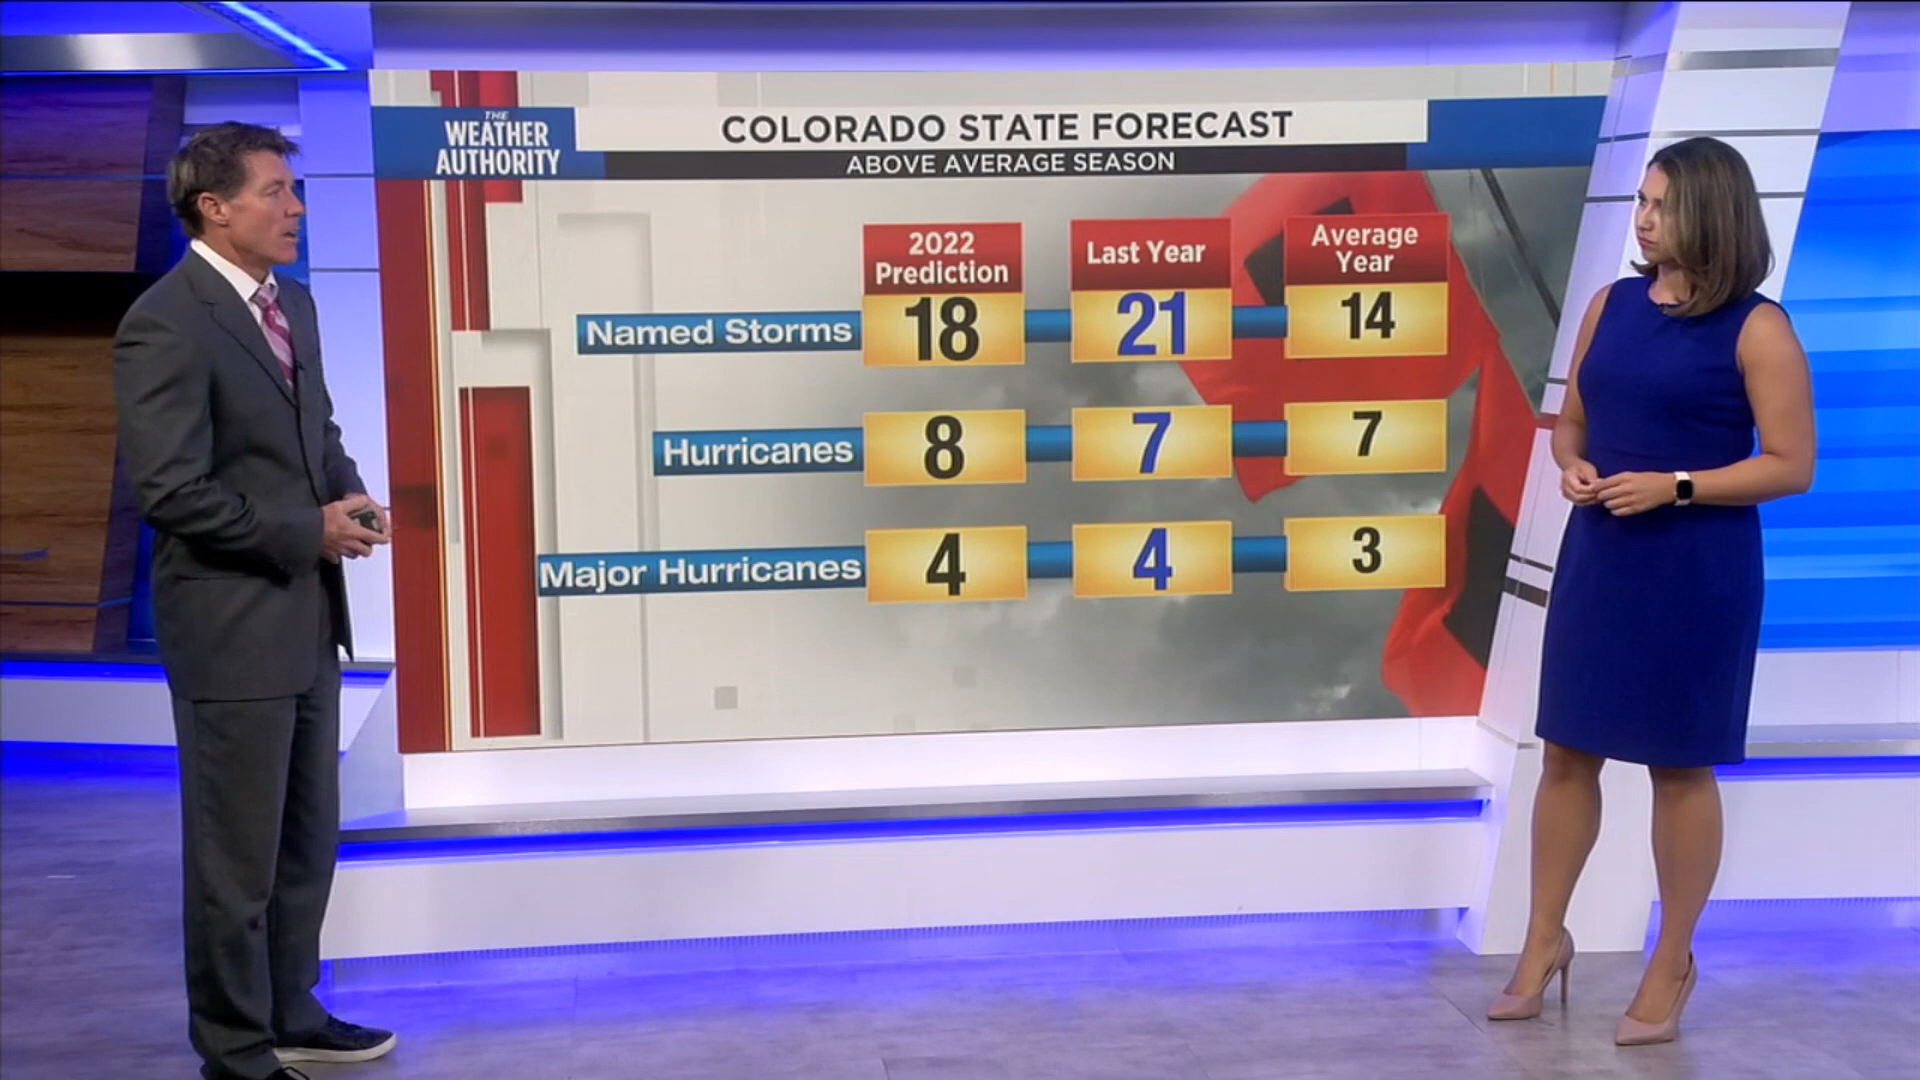 THE
WEATHER
AUTHORITY
COLORADO STATE FORECAST
ABOVE AVERAGE SEASON
2022
Prediction
Last Year
Average
Year
Named Storms 18 21 14
Hurricanes 8 7 7
Major Hurricanes 4 4 3